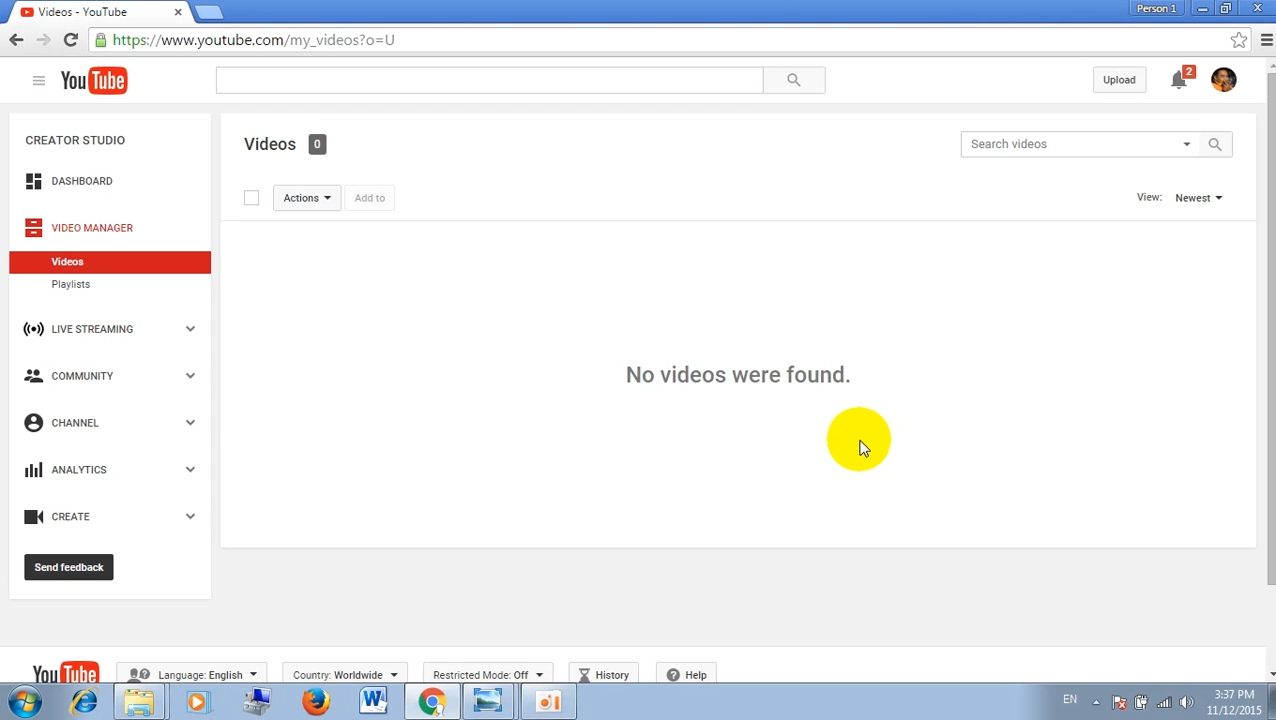 Videos - YouTube
Person 1
https://www.youtube.com/my_videos?o=U
YouTube
Upload
2
CREATOR STUDIO
DASHBOARD
VIDEO MANAGER
Videos
Playlists
LIVE STREAMING
COMMUNITY
CHANNEL
ANALYTICS
CREATE
Send feedback
Videos 0
Search videos
Actions
Add to
View: Newest
No videos were found.
YouTube
Language: English
Country: Worldwide
Restricted Mode: Off
History
Help
EN
3:37 PM
11/12/2015